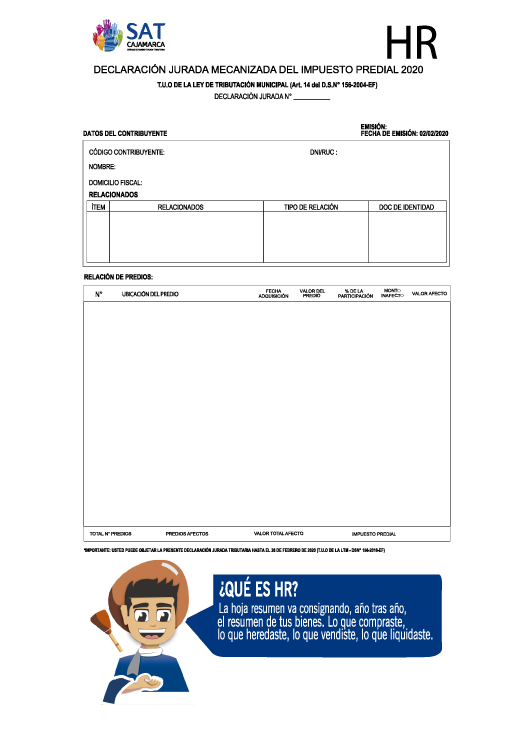 SAT
CAJAMARCA
HR
DECLARACIÓN JURADA MECANIZADA DEL IMPUESTO PREDIAL 2020
T.U.O DE LA LEY DE TRIBUTACIÓN MUNICIPAL (Art. 14 del D.S.N° 156-2004-EF)
DECLARACIÓN JURADA N° __________
EMISIÓN:
DATOS DEL CONTRIBUYENTE FECHA DE EMISIÓN: 02/02/2020
CÓDIGO CONTRIBUYENTE: DNI/RUC :
NOMBRE:
DOMICILIO FISCAL:
RELACIONADOS
ÍTEM RELACIONADOS TIPO DE RELACIÓN DOC DE IDENTIDAD
RELACIÓN DE PREDIOS:
N° UBICACIÓN DEL PREDIO FECHA ADQUISICIÓN VALOR DEL PREDIO % DE LA PARTICIPACIÓN MONTO INAFECTO VALOR AFECTO
TOTAL N° PREDIOS PREDIOS AFECTOS VALOR TOTAL AFECTO IMPUESTO PREDIAL
*IMPORTANTE: USTED PUEDE OBJETAR LA PRESENTE DECLARACIÓN JURADA TRIBUTARIA HASTA EL 28 DE FEBRERO DE 2020 (T.U.O DE LA LTM - DSN°
¿QUÉ ES HR?
La hoja resumen va consignando, año tras año,
el resumen de tus bienes. Lo que compraste,
lo que heredaste, lo que vendiste, lo que liquidaste.